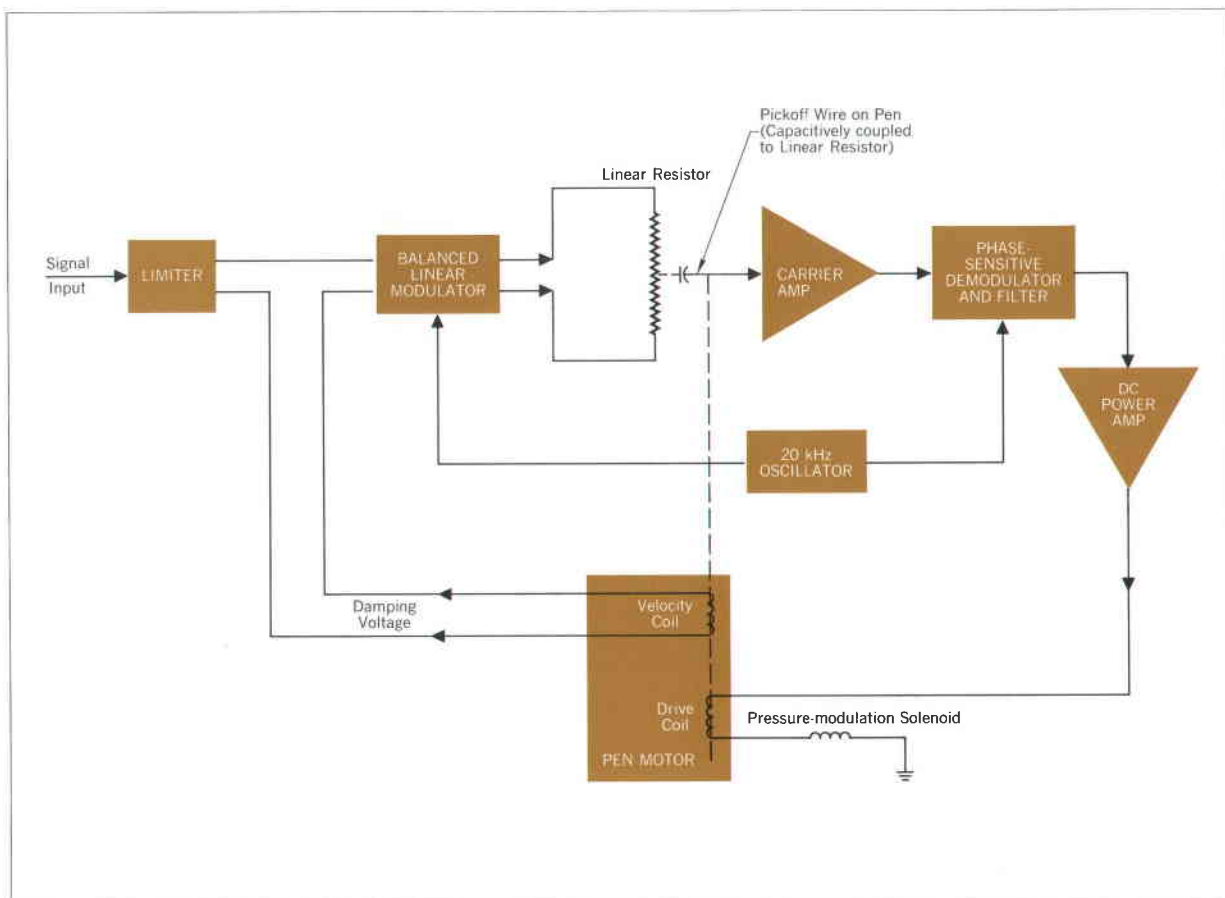 Pickoff Wire on Pen
(Capacitively coupled
to Linear Resistor)
Linear Resistor
Signal
Input
LIMITER
BALANCED
LINEAR
MODULATOR
CARRIER
AMP
PHASE-
SENSITIVE
DEMODULATOR
AND FILTER
DC
POWER
AMP
20 kHz
OSCILLATOR
Damping
Voltage
Velocity
Coil
Drive
Coil
Pressure-modulation Solenoid
PEN MOTOR